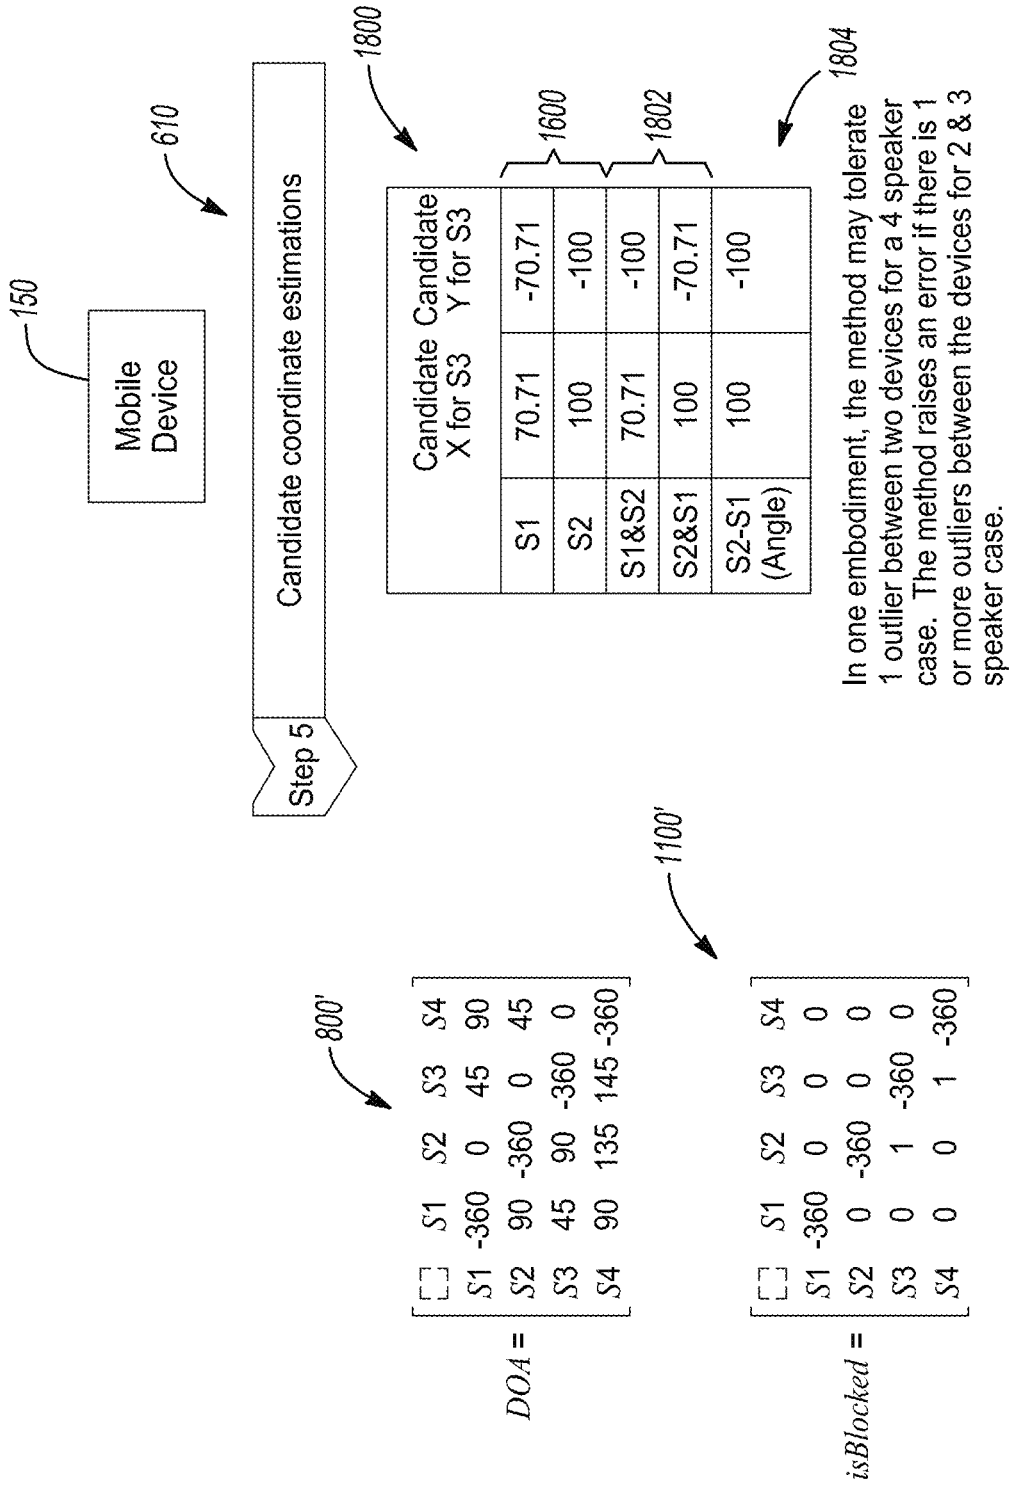 150
Mobile
Device
610
Step 5 Candidate coordinate estimations
800'
DOA =
S1 S2 S3 S4
S1 -360 0 45 90
S2 90 -360 0 45
S3 45 90 -360 0
S4 90 135 145 -360
1100'
isBlocked =
S1 S2 S3 S4
S1 -360 0 0 0
S2 0 -360 0 0
S3 0 1 -360 0
S4 0 0 1 -360
1800
Candidate Candidate
X for S3 Y for S3
S1 70.71 -70.71
S2 100 -100
S1&S2 70.71 -100
S2&S1 100 -70.71
S2-S1 100 -100
(Angle)
1600
1802
1804
In one embodiment, the method may tolerate
1 outlier between two devices for a 4 speaker
case. The method raises an error if there is 1
or more outliers between the devices for 2 & 3
speaker case.